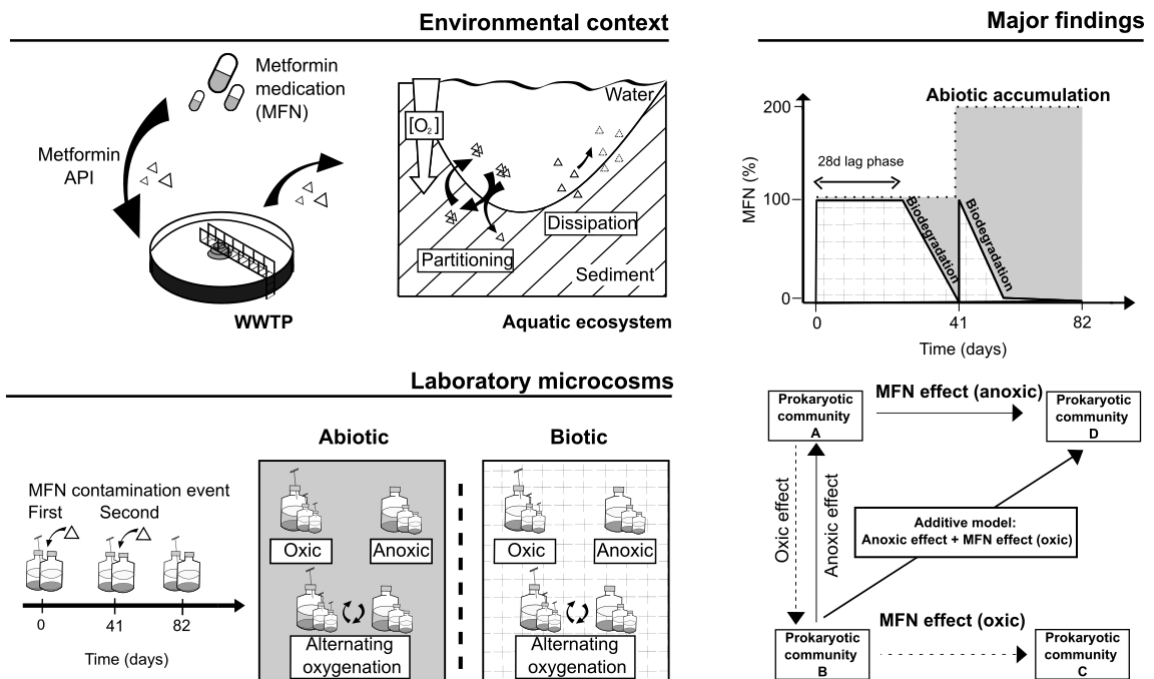 Environmental context
Metformin
medication
(MFN)
Metformin
API
WWTP
[O₂]
Water
Dissipation
Partitioning
Sediment
Aquatic ecosystem
Major findings
Abiotic accumulation
200
28d lag phase
100
0
MFN (%)
Biodegradation
Biodegradation
0
41
82
Time (days)
Laboratory microcosms
MFN contamination event
First
Second
0
41
82
Time (days)
Abiotic
Oxic
Anoxic
Alternating
oxygenation
Biotic
Oxic
Anoxic
Alternating
oxygenation
Prokaryotic
community
A
MFN effect (anoxic)
Prokaryotic
community
D
Oxic effect
Anoxic effect
Additive model:
Anoxic effect + MFN effect (oxic)
Prokaryotic
community
B
MFN effect (oxic)
Prokaryotic
community
C